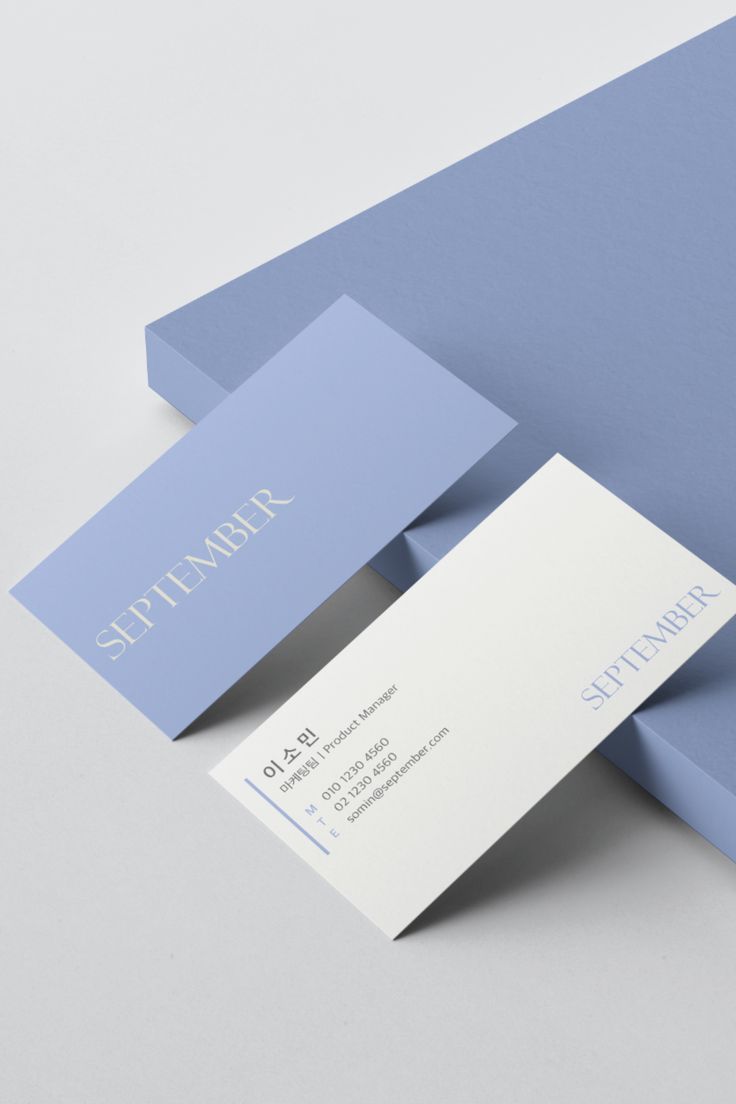 SEPTEMBER
SEPTEMBER
이소민
마케팅팀 | Product Manager
M 010 1230 4560
T 02 1230 4560
E somin@september.com